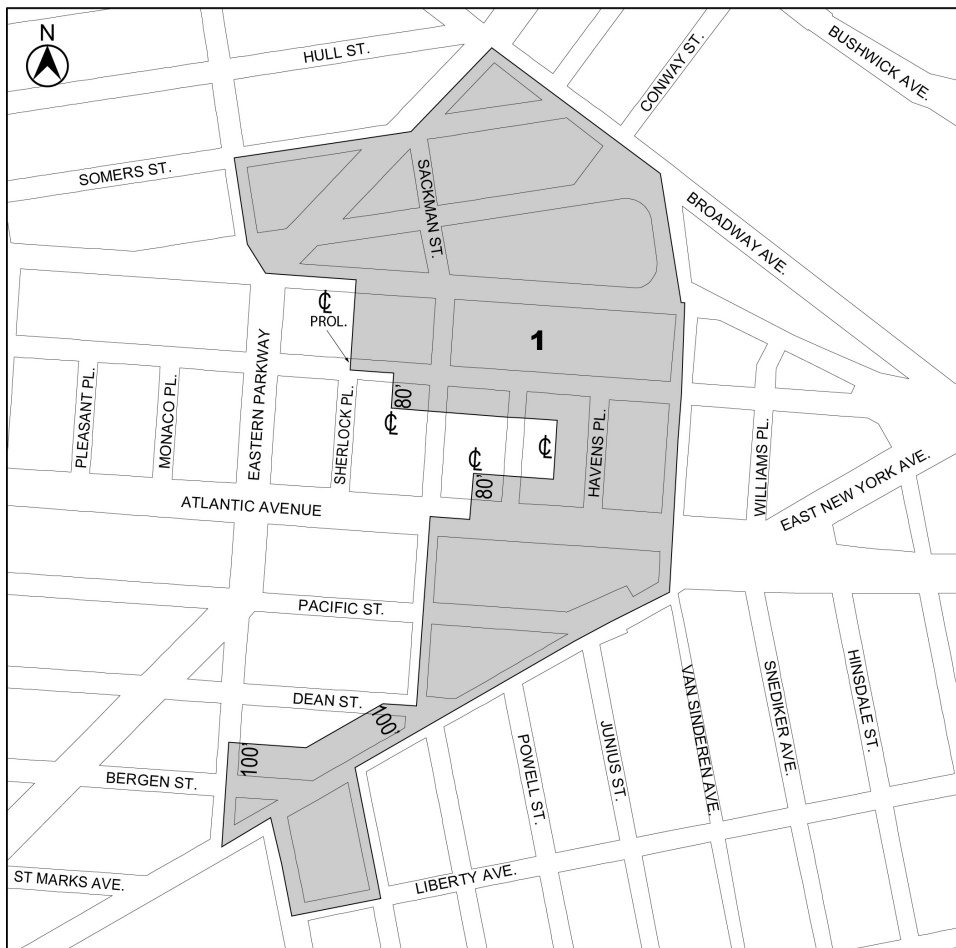 N
HULL ST.
CONWAY ST.
BUSHWICK AVE.
SOMERS ST.
SACKMAN ST.
BROADWAY AVE.
℄
PROL.
1
PLEASANT PL.
MONACO PL.
EASTERN PARKWAY
SHERLOCK PL.
80'
℄
℄
℄
80'
HAVENS PL.
WILLIAMS PL.
EAST NEW YORK AVE.
ATLANTIC AVENUE
PACIFIC ST.
DEAN ST.
100'
100'
BERGEN ST.
POWELL ST.
JUNIUS ST.
VAN SINDEREN AVE.
SNEDIKER AVE.
HINSDALE ST.
ST MARKS AVE.
LIBERTY AVE.